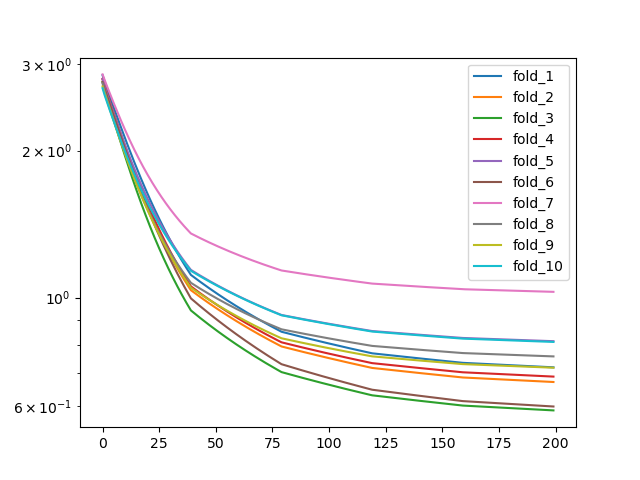 3 × 10⁰
2 × 10⁰
10⁰
6 × 10⁻¹
0 25 50 75 100 125 150 175 200
fold_1
fold_2
fold_3
fold_4
fold_5
fold_6
fold_7
fold_8
fold_9
fold_10